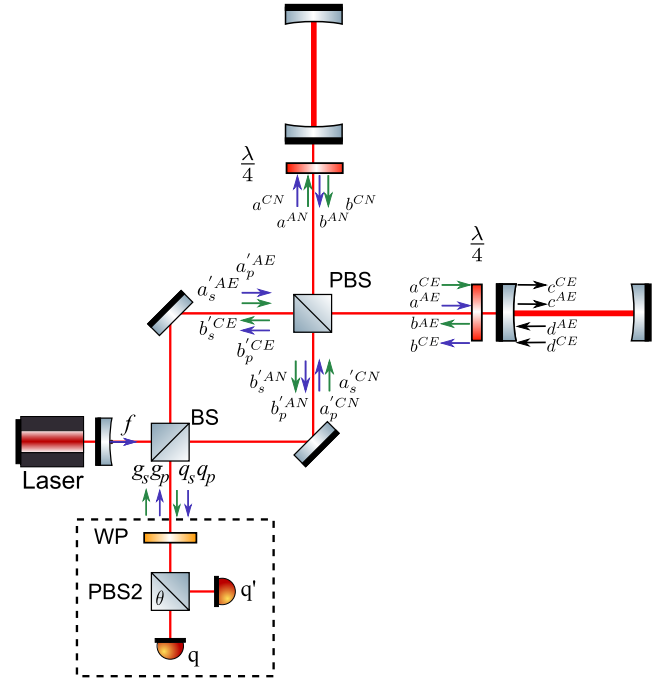 λ/4
a^{CN}
b^{CN}
a^{AN}
b^{AN}
λ/4
PBS
a'_p^{AE}
a'_s^{AE}
a^{CE}
c^{CE}
a^{AE}
c^{AE}
b'_s^{CE}
b^{AE}
d^{AE}
b'_p^{CE}
b^{CE}
d^{CE}
b'_s^{AN}
a'_s^{CN}
b'_p^{AN}
a'_p^{CN}
f
BS
Laser
g_s g_p q_s q_p
WP
PBS2
θ
q'
q